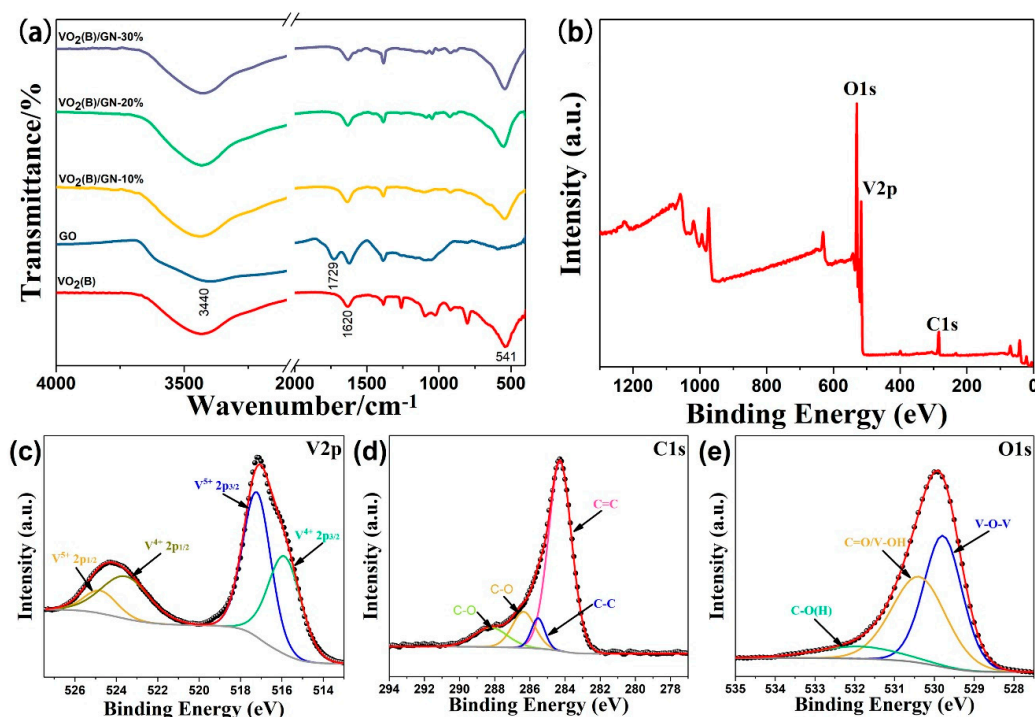 (a)
VO2(B)/GN-30%
VO2(B)/GN-20%
VO2(B)/GN-10%
GO
VO2(B)
3440
1729
1620
541
Transmittance/%
4000 3500 2000 1500 1000 500
Wavenumber/cm-1
(b)
O1s
V2p
C1s
Intensity (a.u.)
1200 1000 800 600 400 200 0
Binding Energy (eV)
(c)
V2p
V5+ 2p3/2
V4+ 2p1/2
V5+ 2p1/2
V4+ 2p3/2
Intensity (a.u.)
526 524 522 520 518 516 514
Binding Energy (eV)
(d)
C1s
C=C
C-O
C-O
C-C
Intensity (a.u.)
294 292 290 288 286 284 282 280 278
Binding Energy (eV)
(e)
O1s
V-O-V
C=O/V-OH
C-O(H)
Intensity (a.u.)
535 534 533 532 531 530 529 528
Binding Energy (eV)